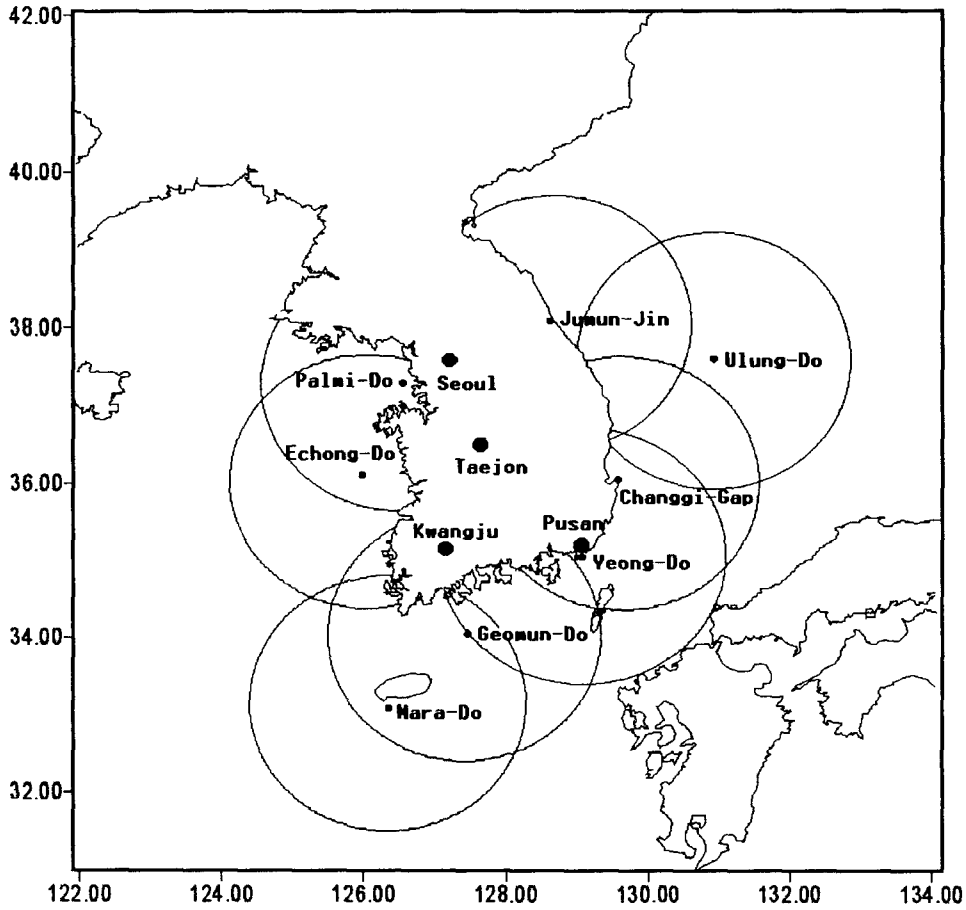 42.00
40.00
38.00
36.00
34.00
32.00
Jumun-Jin
Ulung-Do
Palmi-Do
Seoul
Echong-Do
Taejon
Changgi-Gap
Kwangju
Pusan
Yeong-Do
Geomun-Do
Mara-Do
122.00 124.00 126.00 128.00 130.00 132.00 134.00